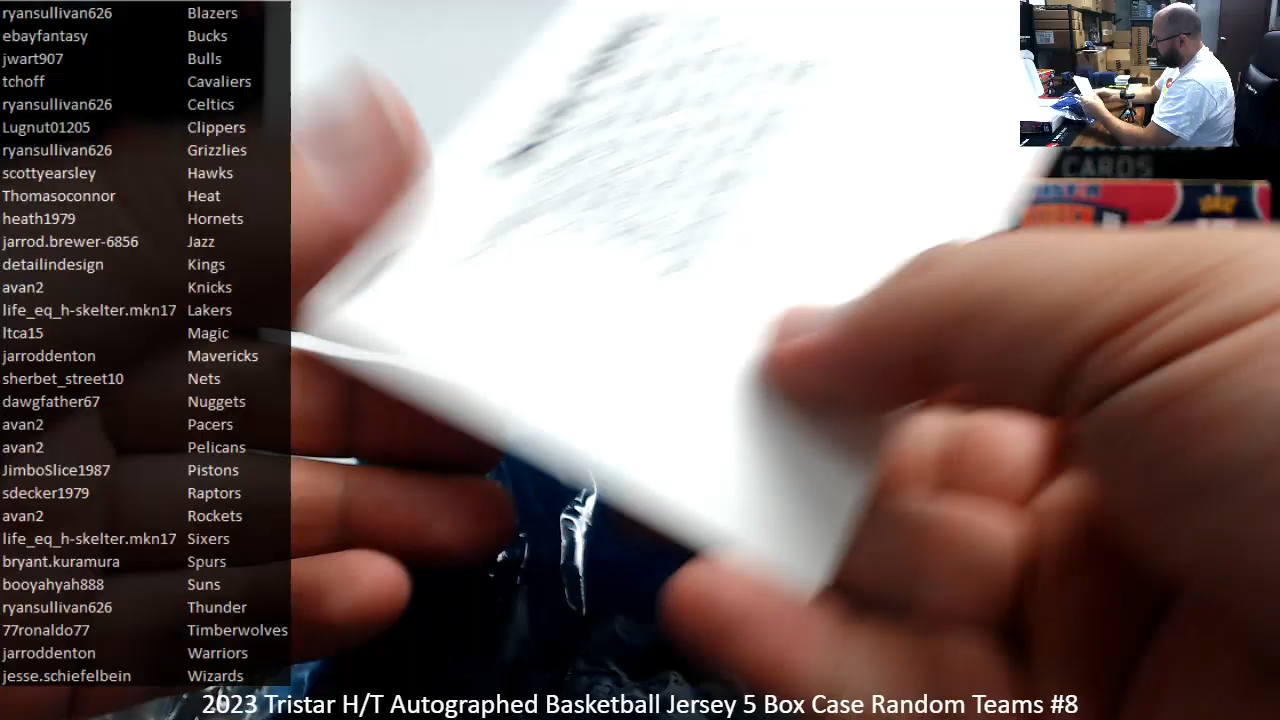 ryansullivan626 Blazers
ebayfantasy Bucks
jwart907 Bulls
tchoff Cavaliers
ryansullivan626 Celtics
Lugnut01205 Clippers
ryansullivan626 Grizzlies
scottyearsley Hawks
Thomasoconnor Heat
heath1979 Hornets
jarrod.brewer-6856 Jazz
detailindesign Kings
avan2 Knicks
life_eq_h-skelter.mkn17 Lakers
ltca15 Magic
jarroddenton Mavericks
sherbet_street10 Nets
dawgfather67 Nuggets
avan2 Pacers
avan2 Pelicans
JimboSlice1987 Pistons
sdecker1979 Raptors
avan2 Rockets
life_eq_h-skelter.mkn17 Sixers
bryant.kuramura Spurs
booyahyah888 Suns
ryansullivan626 Thunder
77ronaldo77 Timberwolves
jarroddenton Warriors
jesse.schiefelbein Wizards
CARDS
2023 Tristar H/T Autographed Basketball Jersey 5 Box Case Random Teams #8